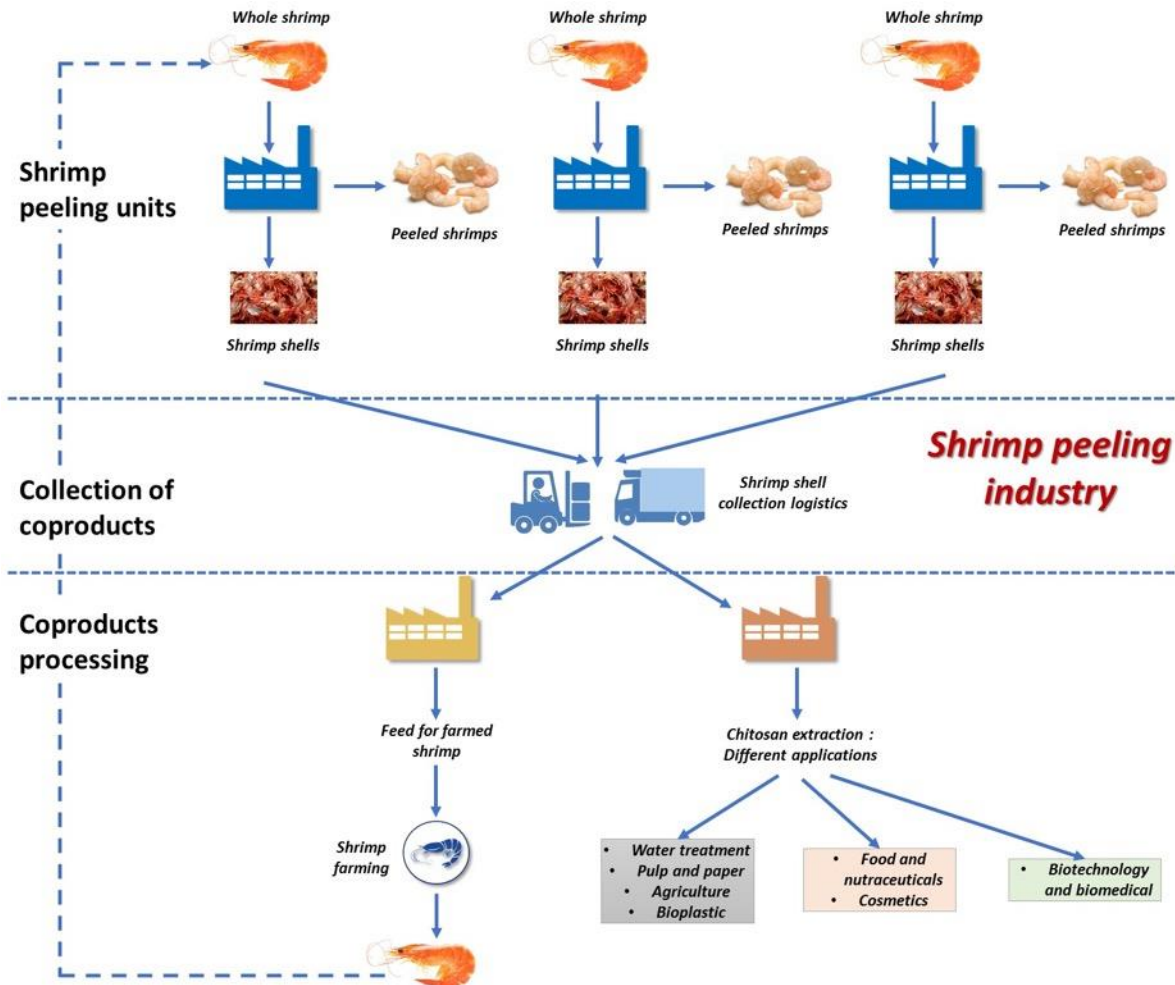 Whole shrimp
Whole shrimp
Whole shrimp
Shrimp
peeling units
Peeled shrimps
Peeled shrimps
Peeled shrimps
Shrimp shells
Shrimp shells
Shrimp shells
Shrimp peeling
industry
Collection of
coproducts
Shrimp shell
collection logistics
Coproducts
processing
Feed for farmed
shrimp
Chitosan extraction :
Different applications
Shrimp
farming
• Water treatment
• Pulp and paper
• Agriculture
• Bioplastic
• Food and
nutraceuticals
• Cosmetics
• Biotechnology
and biomedical